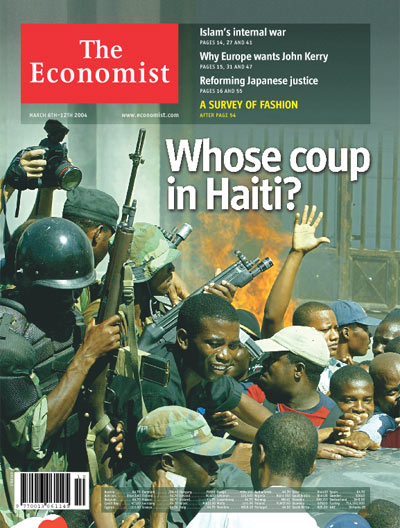 The
Economist
MARCH 6TH-12TH 2004
www.economist.com
Islam's internal war
PAGES 14, 27 AND 41
Why Europe wants John Kerry
PAGES 15, 31 AND 47
Reforming Japanese justice
PAGES 16 AND 55
A SURVEY OF FASHION
AFTER PAGE 54
Whose coup
in Haiti?